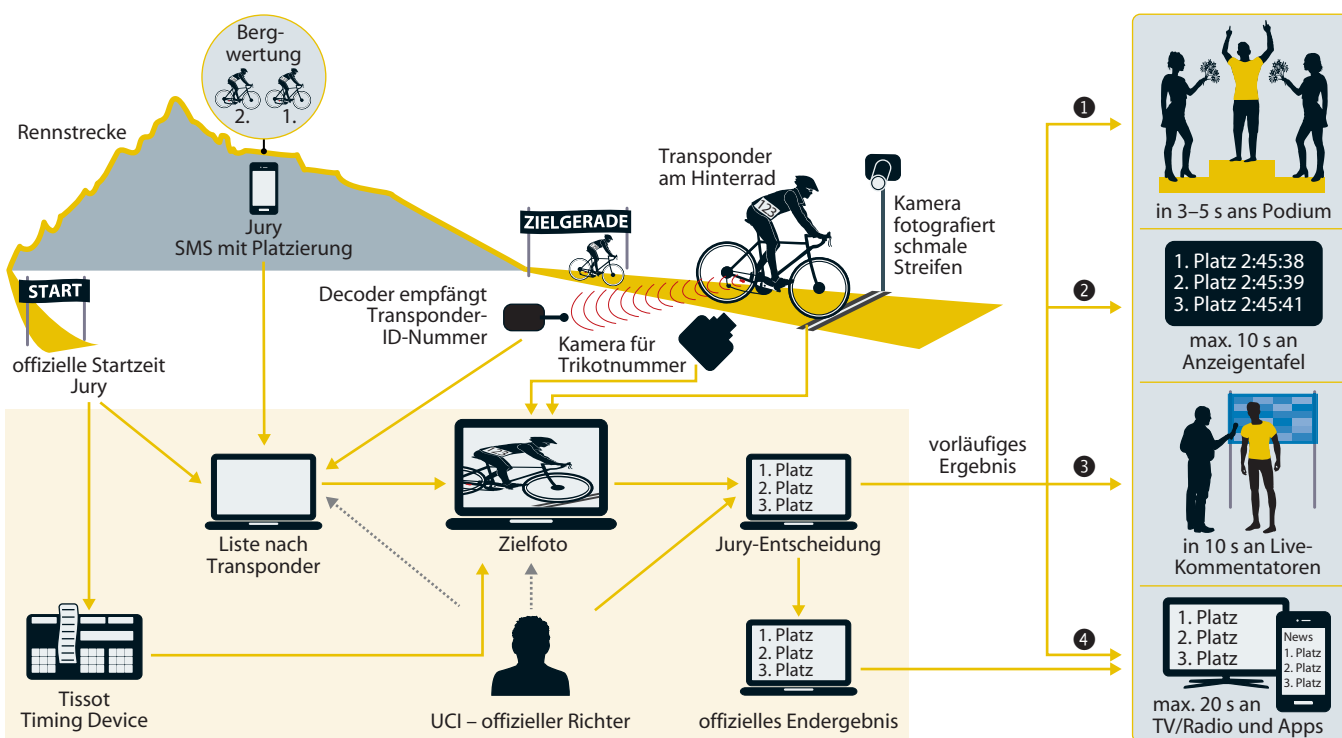 Berg-
wertung
2. 1.
Rennstrecke
Jury
SMS mit Platzierung
START
offizielle Startzeit
Jury
ZIELGERADE
Transponder
am Hinterrad
123
Kamera
fotografiert
schmale
Streifen
Decoder empfängt
Transponder-
ID-Nummer
Kamera für
Trikotnummer
Liste nach
Transponder
Zielfoto
1. Platz
2. Platz
3. Platz
Jury-Entscheidung
vorläufiges
Ergebnis
Tissot
Timing Device
UCI – offizieller Richter
1. Platz
2. Platz
3. Platz
offizielles Endergebnis
1
in 3–5 s ans Podium
2
1. Platz 2:45:38
2. Platz 2:45:39
3. Platz 2:45:41
max. 10 s an
Anzeigentafel
3
in 10 s an Live-
Kommentatoren
4
1. Platz
2. Platz
3. Platz
News
1. Platz
2. Platz
3. Platz
max. 20 s an
TV/Radio und Apps